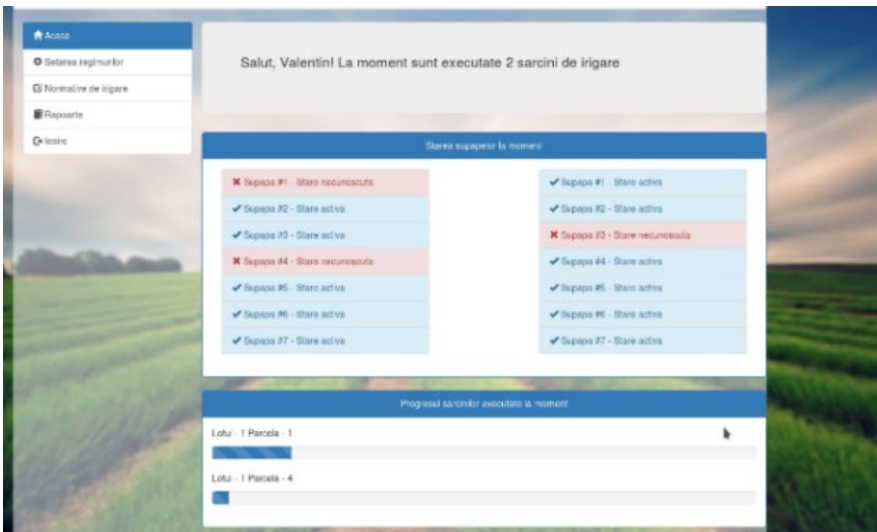 Acasa
Setarea regimurilor
Normative de irigare
Rapoarte
Iesire
Salut, Valentin! La moment sunt executate 2 sarcini de irigare
Starea supapelor la moment
Supapa #1 - Stare necunoscuta
Supapa #2 - Stare activa
Supapa #3 - Stare activa
Supapa #4 - Stare necunoscuta
Supapa #5 - Stare activa
Supapa #6 - Stare activa
Supapa #7 - Stare activa
Supapa #1 - Stare activa
Supapa #2 - Stare activa
Supapa #3 - Stare necunoscuta
Supapa #4 - Stare activa
Supapa #5 - Stare activa
Supapa #6 - Stare activa
Supapa #7 - Stare activa
Progresul sarcinilor executate la moment
Lotul - 1 Parcela - 1
Lotul - 1 Parcela - 4